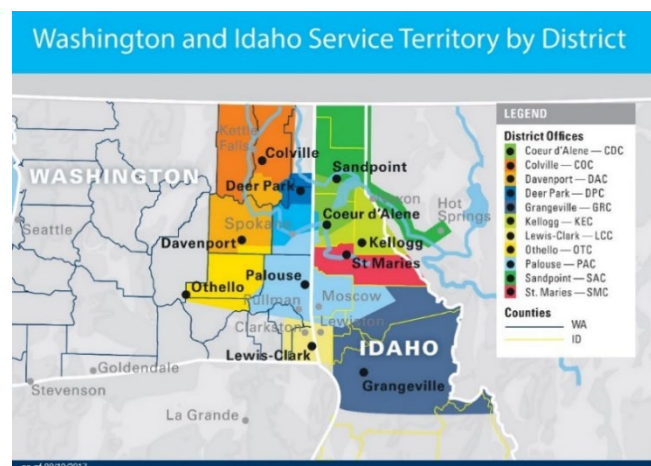 Washington and Idaho Service Territory by District
LEGEND
District Offices
Coeur d'Alene — CDC
Colville — COC
Davenport — DAC
Deer Park — DPC
Grangeville — GRC
Kellogg — KEC
Lewis-Clark — LCC
Othello — OTC
Palouse — PAC
Sandpoint — SAC
St. Maries — SMC
Counties
WA
ID
Kettle
Falls
Colville
WASHINGTON
Sandpoint
Deer Park
Seattle
Spokane
Coeur d'Alene
Hot
Springs
Davenport
Kellogg
St Maries
Othello
Palouse
Pullman
Moscow
Clarkston
Lewiston
Lewis-Clark
IDAHO
Goldendale
Grangeville
Stevenson
La Grande